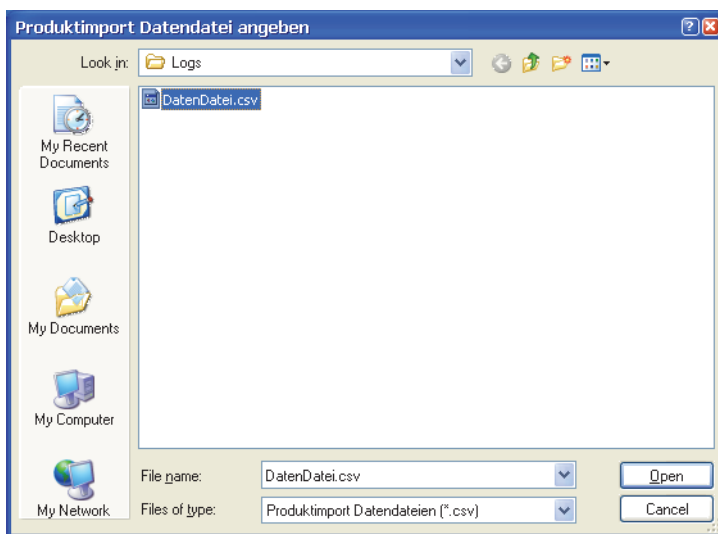 Produktimport Datendatei angeben
Look in:
Logs
DatenDatei.csv
My Recent
Documents
Desktop
My Documents
My Computer
My Network
File name:
DatenDatei.csv
Open
Files of type:
Produktimport Datendateien (*.csv)
Cancel